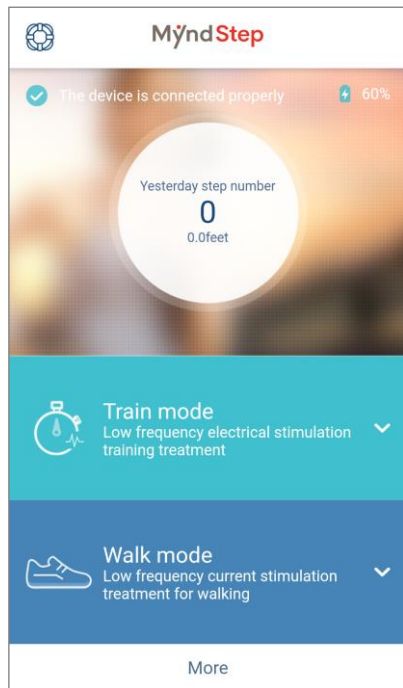 MyndStep
The device is connected properly
60%
Yesterday step number
0
0.0feet
Train mode
Low frequency electrical stimulation
training treatment
Walk mode
Low frequency current stimulation
treatment for walking
More